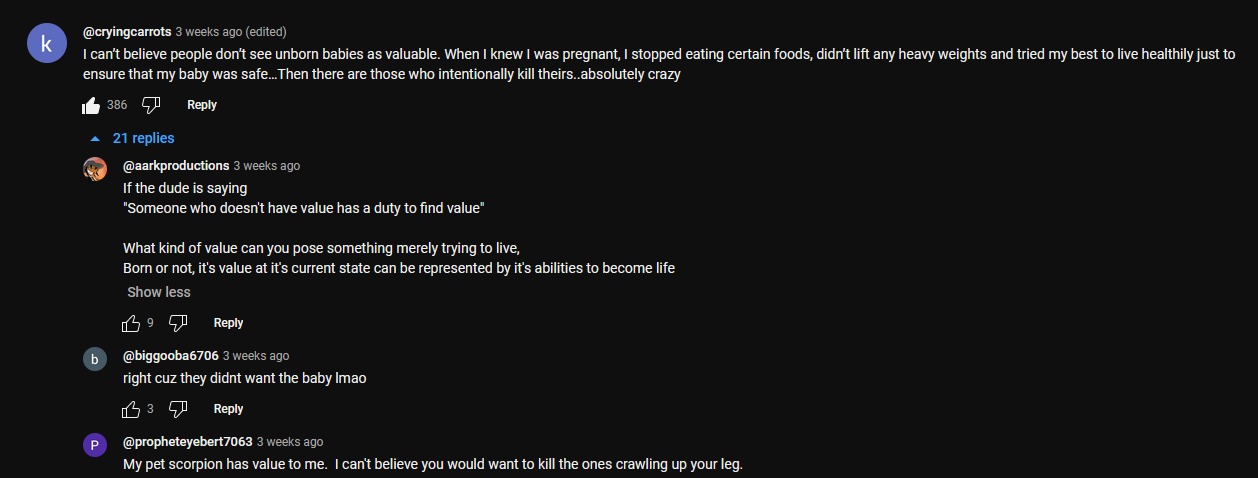 k
@cryingcarrots 3 weeks ago (edited)
I can't believe people don't see unborn babies as valuable. When I knew I was pregnant, I stopped eating certain foods, didn't lift any heavy weights and tried my best to live healthily just to
ensure that my baby was safe…Then there are those who intentionally kill theirs..absolutely crazy
386 Reply
21 replies
@aarkproductions 3 weeks ago
If the dude is saying
"Someone who doesn't have value has a duty to find value"
What kind of value can you pose something merely trying to live,
Born or not, it's value at it's current state can be represented by it's abilities to become life
Show less
9 Reply
b
@biggooba6706 3 weeks ago
right cuz they didnt want the baby lmao
3 Reply
P
@propheteyebert7063 3 weeks ago
My pet scorpion has value to me.  I can't believe you would want to kill the ones crawling up your leg.